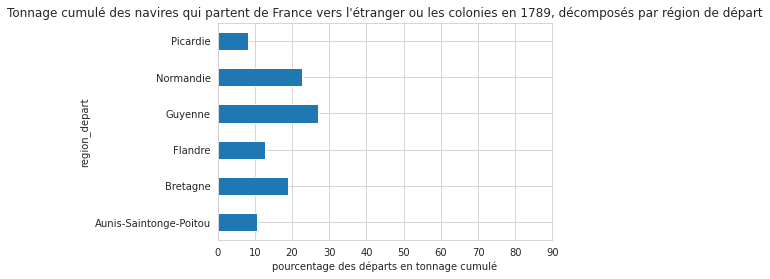 Tonnage cumulé des navires qui partent de France vers l'étranger ou les colonies en 1789, décomposés par région de départ
Picardie
Normandie
Guyenne
Flandre
Bretagne
Aunis-Saintonge-Poitou
region_depart
0 10 20 30 40 50 60 70 80 90
pourcentage des départs en tonnage cumulé